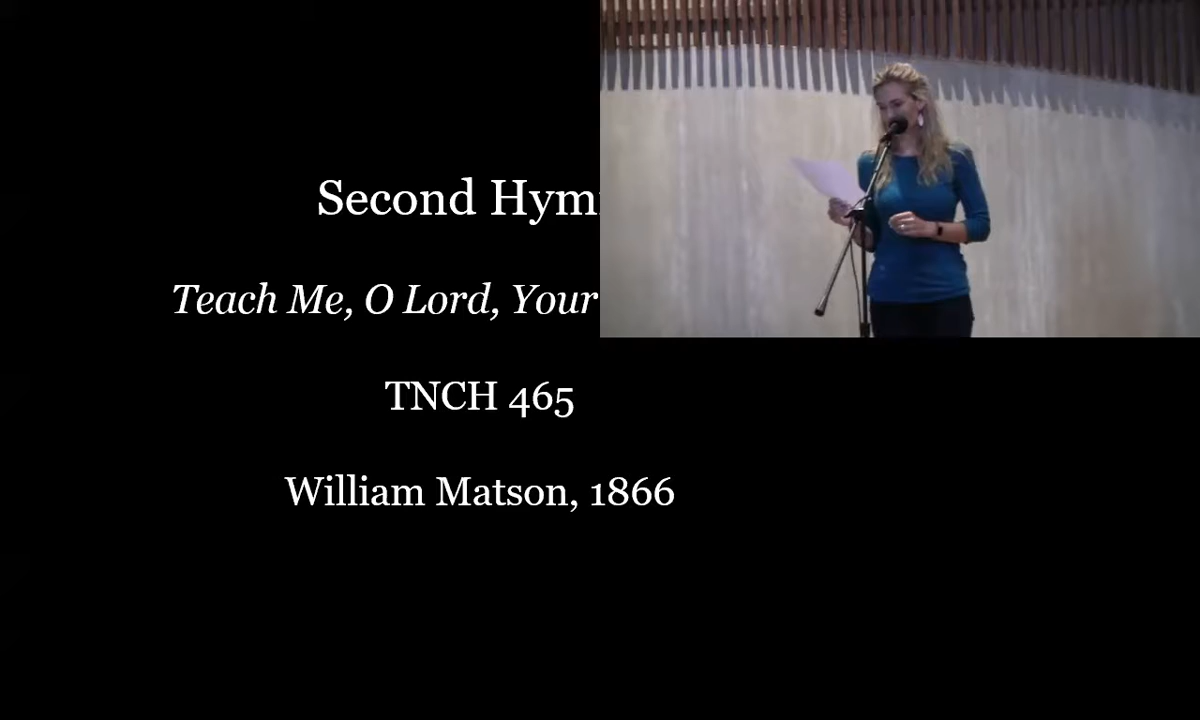 Second Hym
Teach Me, O Lord, Your
TNCH 465
William Matson, 1866